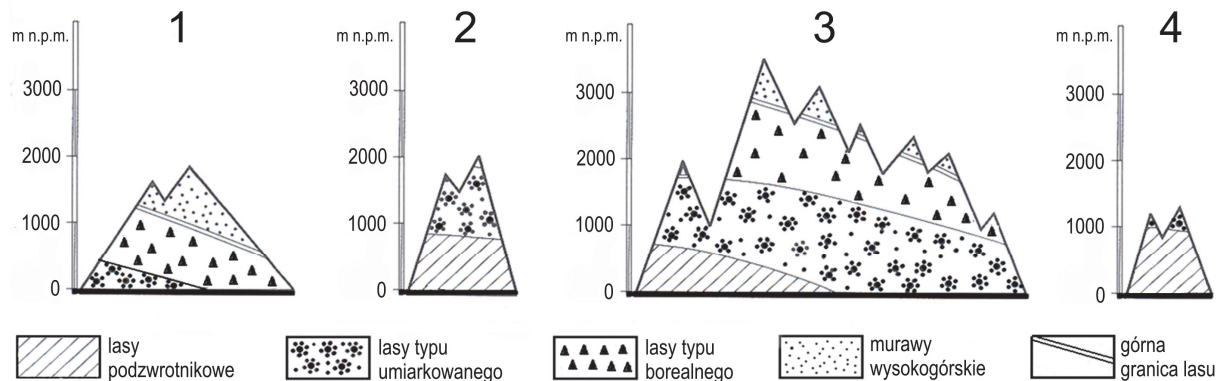 1
m n.p.m.
3000
2000
1000
0
2
m n.p.m.
3000
2000
1000
0
3
m n.p.m.
3000
2000
1000
0
4
m n.p.m.
3000
2000
1000
0
lasy
podzwrotnikowe
lasy typu
umiarkowanego
lasy typu
borealnego
murawy
wysokogórskie
górna
granica lasu